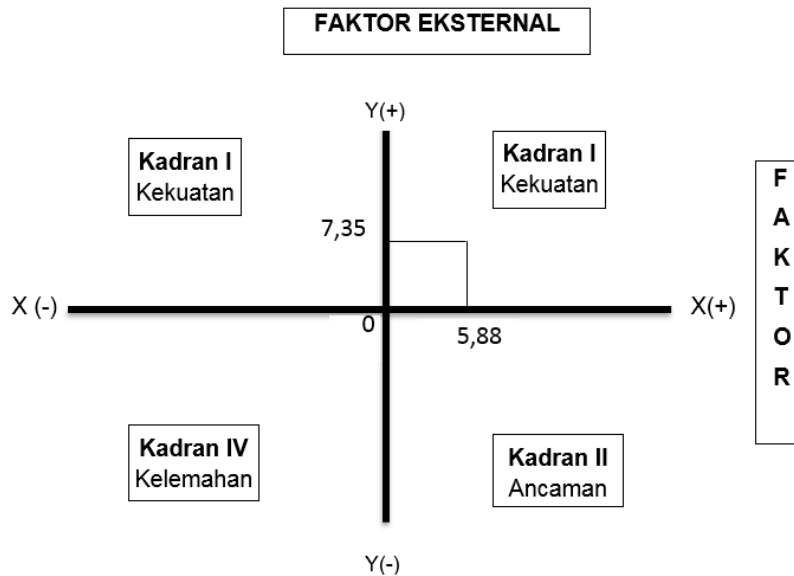 FAKTOR EKSTERNAL
Y(+)
Kadran I
Kekuatan
Kadran I
Kekuatan
F
A
K
T
O
R
7,35
X (-)
X(+)
0
5,88
Kadran IV
Kelemahan
Kadran II
Ancaman
Y(-)